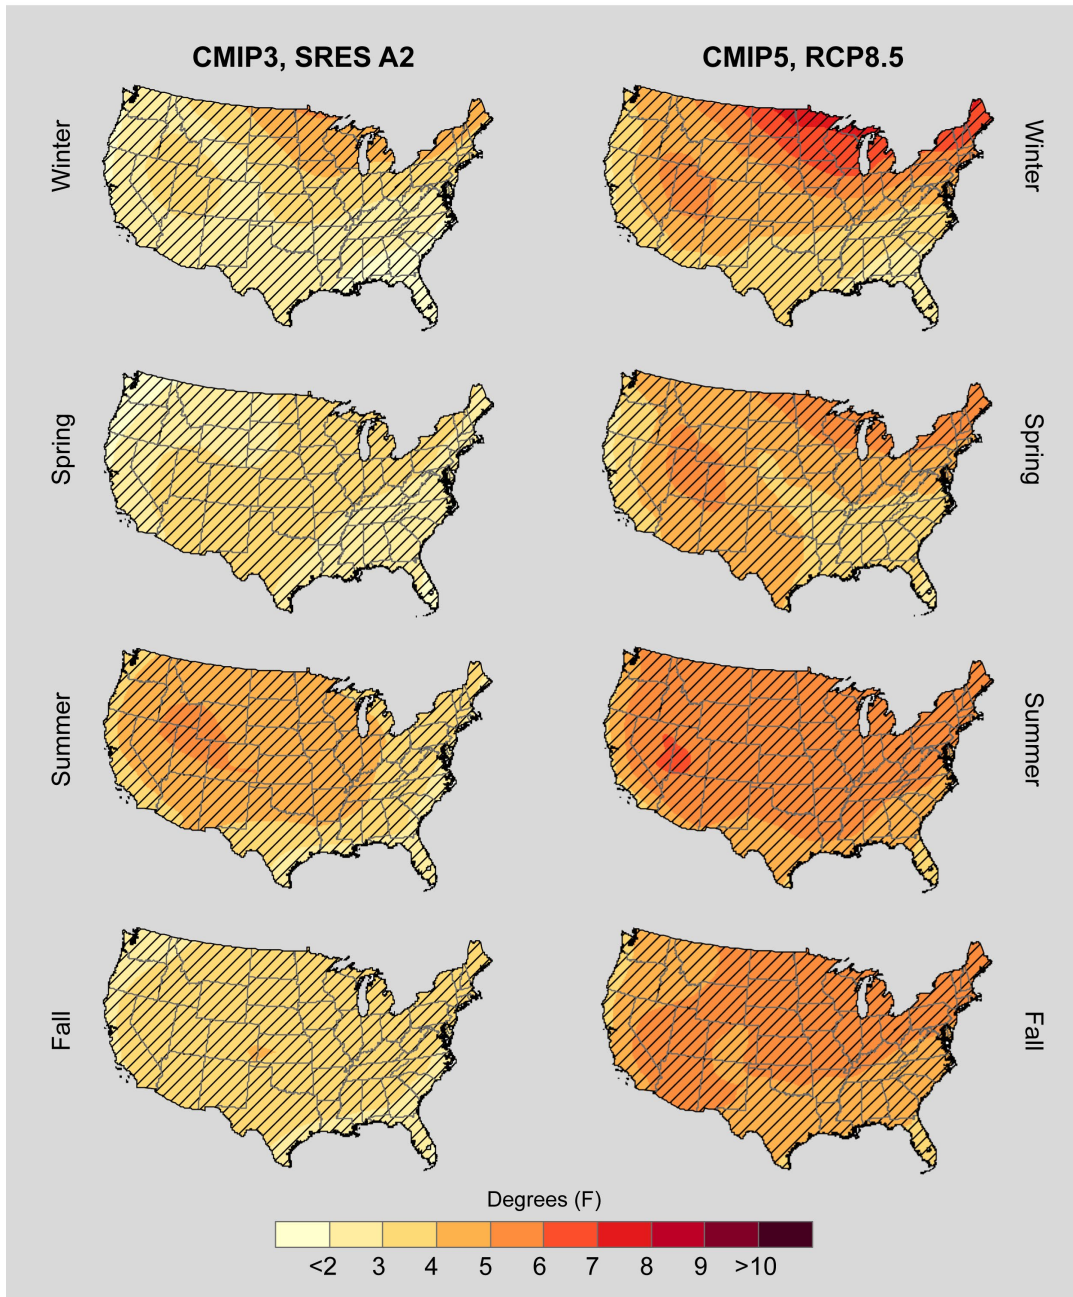 CMIP3, SRES A2
CMIP5, RCP8.5
Winter
Winter
Spring
Spring
Summer
Summer
Fall
Fall
Degrees (F)
<2 3 4 5 6 7 8 9 >10